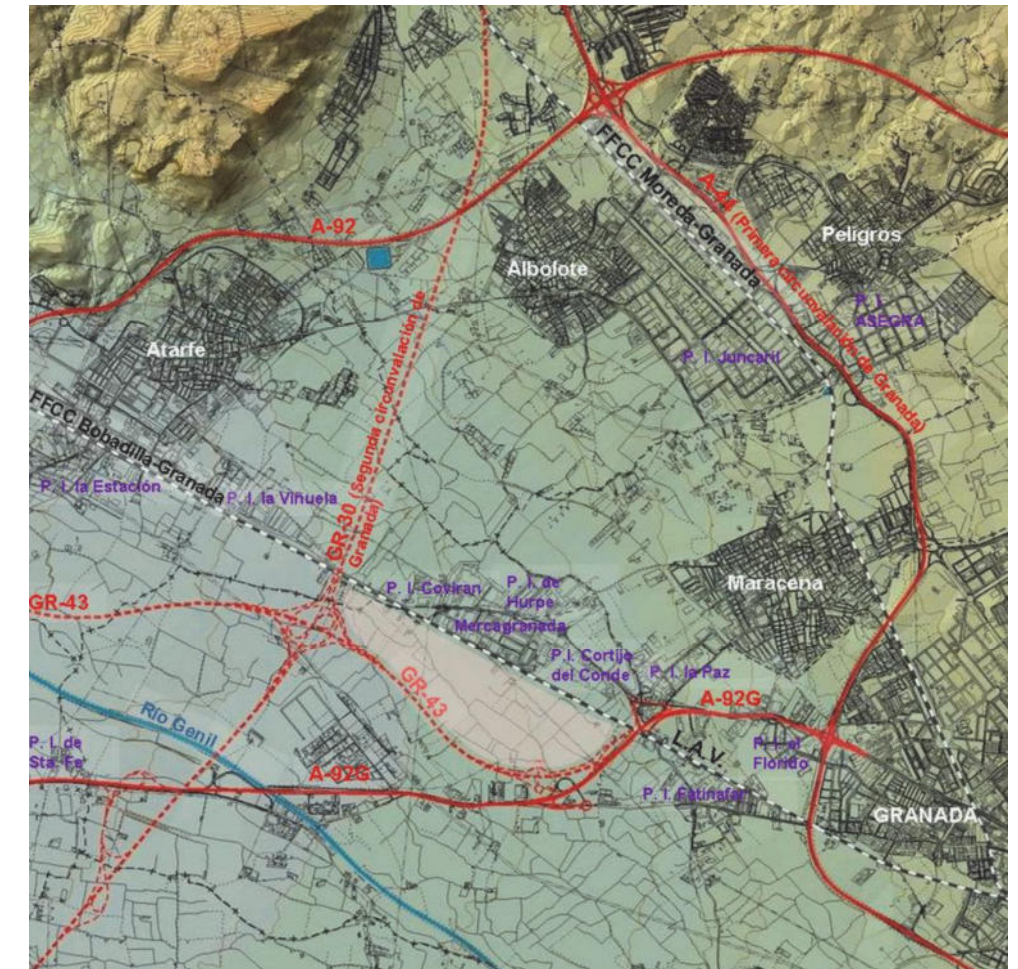 FFCC Moreda-Granada
A-44 (Primera circunvalación de Granada)
A-92
Peligros
Albolote
P. I.
ASEGRA
P. I. Juncaril
Atarfe
GR-30 (Segunda circunvalación de
Granada)
FFCC Bobadilla-Granada
P. I. la Estación
P. I. la Viñuela
Maracena
P. I. Coviran
P. I. de
Hurpe
GR-43
Mercagranada
P.I. Cortijo
del Conde
P. I. la Paz
GR-43
A-92G
Río Genil
L.A.V.
P. I. de
Sta. Fe
P. I. el
Florido
A-92G
P. I. Fatinafar
GRANADA